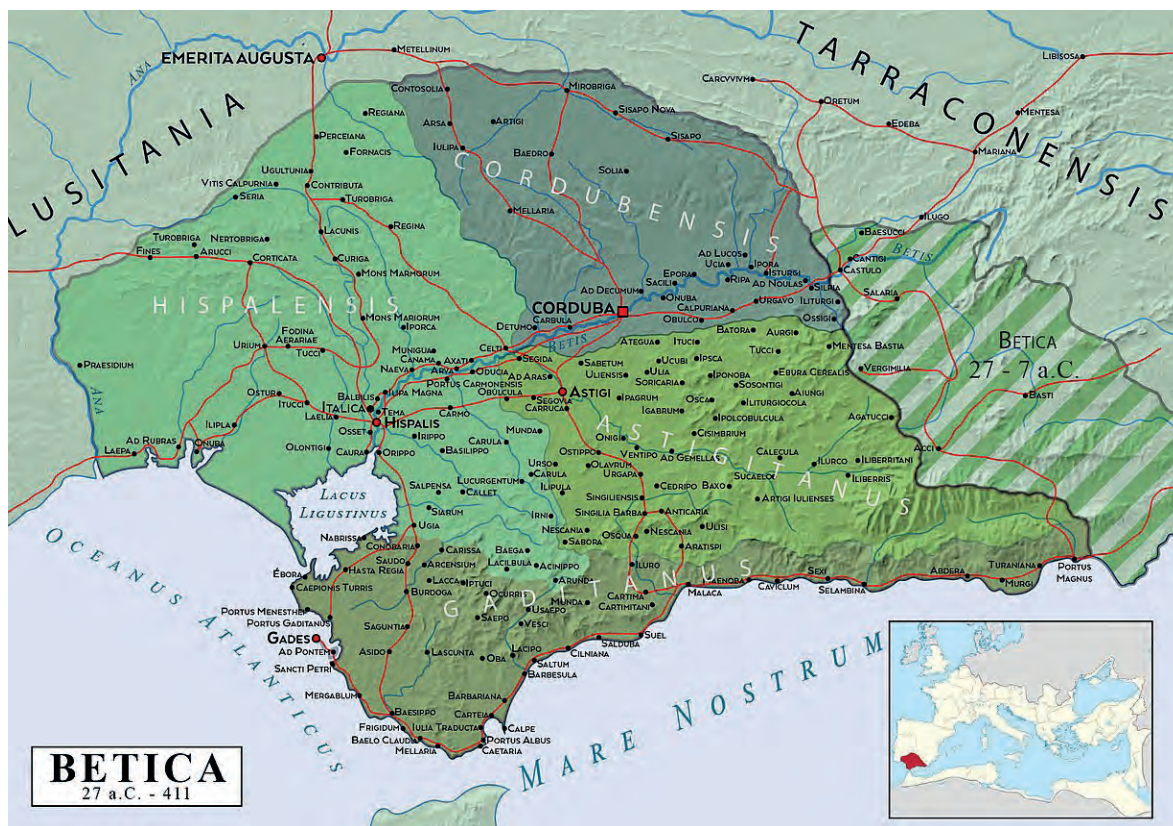 EMERITA AUGUSTA
METELLINUM
ANA
LUSITANIA
TARRACONENSIS
LIBISOSA
CONTOSOLIA
MIROBRIGA
CARCVVIVM
ORETUM
MENTESA
REGIANA
ARSA
ARTIGI
SISAPO NOVA
EDEBA
PERCEIANA
IULIPA
SISAPO
MARIANA
FORNACIS
BAEDRO
UGULTUNIA
SOLIA
VITIS CALPURNIA
CONTRIBUTA
SERIA
TUROBRIGA
MELLARIA
CORDUBENSIS
ILUGO
TUROBRIGA
NERTOBRIGA
LACUNIS
REGINA
BAESUCCI
BETIS
FINES
ARUCCI
CORTICATA
CURIGA
AD LUCOS
UCIA
IPORA
CANTIGI
CASTULO
MONS MARMORUM
EPORA
SACILI
RIPA
ISTURGI
AD NOULAS
SILPIA
HISPALENSIS
AD DECUMUM
ONUBA
SALARIA
CORDUBA
CALPURIANA
URGAVO
ILITURGI
MONS MARIORUM
IPORCA
DETUMO
CARBULA
OBULCO
OSSIGI
FODINA
AERARIAE
BATORA
AURGI
URIUM
TUCCI
MUNIGUA
CELTI
BETIS
ATEGUA
ITUCI
MENTESA BASTIA
BETICA
27 - 7 a.C.
PRAESIDIUM
CANAMA
AXATI
SEGIDA
SABETUM
UCUBI
IPSCA
TUCCI
NAEVA
ARVA
ODUCIA
AD ARAS
ULIENSIS
ULIA
IPONOBA
EBURA CEREALIS
VERGIMILIA
ANA
PORTUS CARMONENSIS
SORICARIA
SOSONTIGI
OSTUR
BALBILIS
ILIPA MAGNA
OBULCULA
ASTIGI
IPAGRUM
OSCA
AIUNGI
BASTI
ITUCCI
ITALICA
TEMA
CARMO
SEGOVIA
CARRUCA
IGABRUM
ILITURGIOCLA
LAELIA
HISPALIS
IPOLCOBULCULA
AGATUCCI
ILIPLA
OSSET
IRIPPO
MUNDA
ASTIGITANUS
CISIMBRIUM
AD RUBRAS
ONUBA
OLONTIGI
CARULA
ONIGI
LAEPA
CAURA
ORIPPO
BASILIPPO
OSTIPPO
VENTIPO
AD GEMELLAS
CALECULA
ACCI
URSO
OLAVRUM
ILURCO
ILIBERRITANI
LACUS
LIGUSTINUS
SALPENSA
LUCURGENTUM
CARULA
URGAPA
SUCAELO
ILIBERRIS
CALLET
ILIPULA
CEDRIPO
BAXO
SINGILIENSIS
ARTIGI IULIENSES
SIARUM
IRNI
SINGILIA BARBA
ANTICARIA
UGIA
NESCANIA
NESCANIA
ULISI
NABRISSA
SABORA
OSQUA
CONOBARIA
CARISSA
BAEGA
ARATISPI
OCEANUS ATLANTICUS
SAUDO
ARCENSIUM
LACILBULA
ACINIPPO
ILURO
ÉBORA
HASTA REGIA
LACCA
IPTUCI
ARUNDA
GADITANUS
MAENOBA
SEXI
ABDERA
TURANIANA
PORTUS
MAGNUS
CAEPIONIS TURRIS
BURDOGA
OCURRI
CARTIMA
MALACA
CAVICLUM
SELAMBINA
MURGI
PORTUS MENESTHEI
USAEPO
MUNDA
CARTIMITANI
PORTUS GADITANUS
SAGUNTIA
SAEPO
VESCI
GADES
SUEL
AD PONTEM
ASIDO
LASCUNTA
LACIPO
SALDUBA
SANCTI PETRI
OBA
CILNIANA
SALTUM
BARBESULA
MARE NOSTRUM
MERGABLUM
BARBARIANA
BAESIPPO
CARTEIA
FRIGIDUM
IULIA TRADUCTA
CALPE
BAELO CLAUDIA
PORTUS ALBUS
MELLARIA
CAETARIA
BETICA
27 a.C. - 411